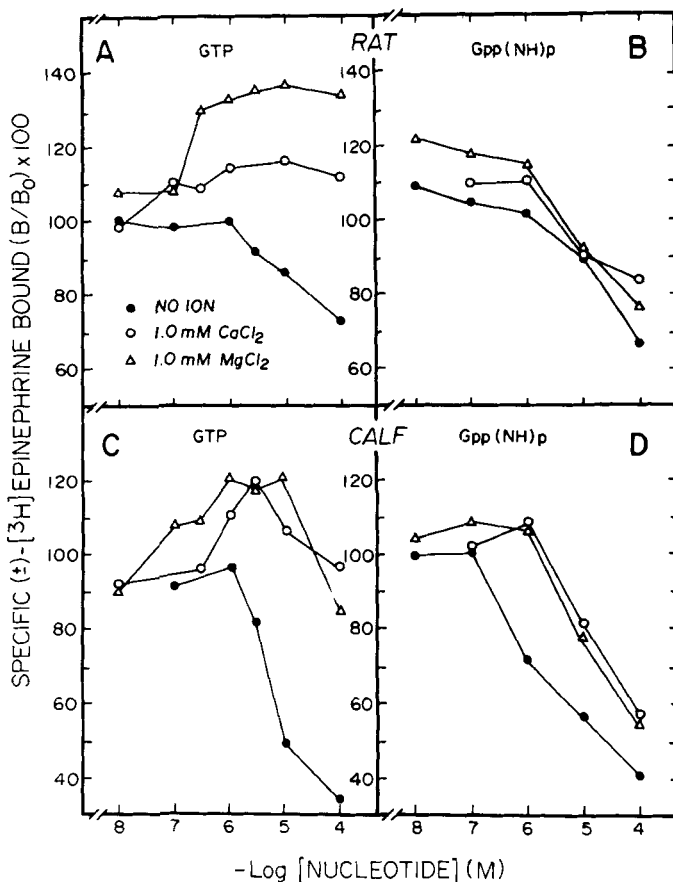 A
GTP
RAT
Gpp(NH)p
B
140
120
100
80
60
140
120
100
80
60
● NO ION
○ 1.0 mM CaCl₂
△ 1.0 mM MgCl₂
C
GTP
CALF
Gpp(NH)p
D
120
100
80
60
40
120
100
80
60
40
8 7 6 5 4
8 7 6 5 4
SPECIFIC (±)-[³H] EPINEPHRINE BOUND (B/B₀) x 100
-Log [NUCLEOTIDE] (M)